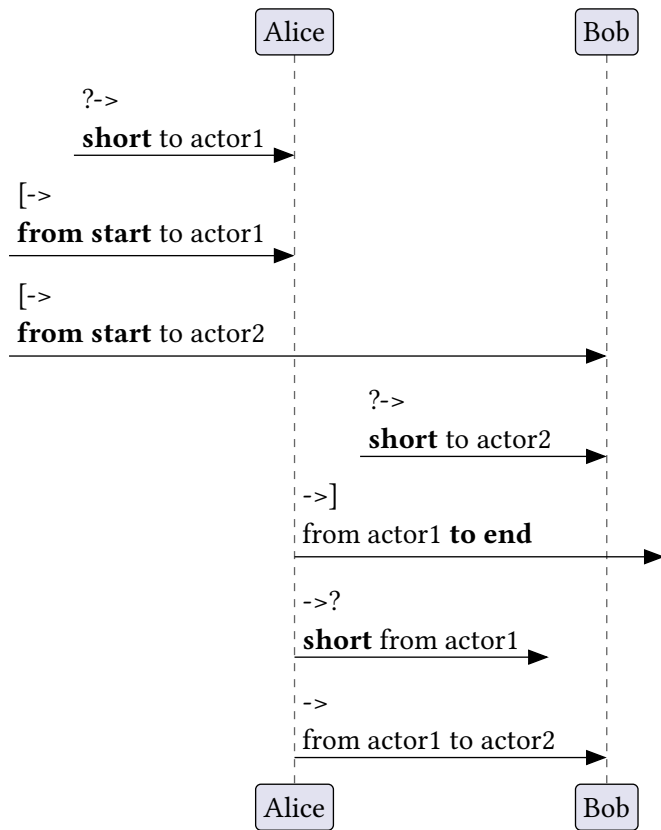 Alice Bob
?->
short to actor1
[->
from start to actor1
[->
from start to actor2
?->
short to actor2
->]
from actor1 to end
->?
short from actor1
->
from actor1 to actor2
Alice Bob